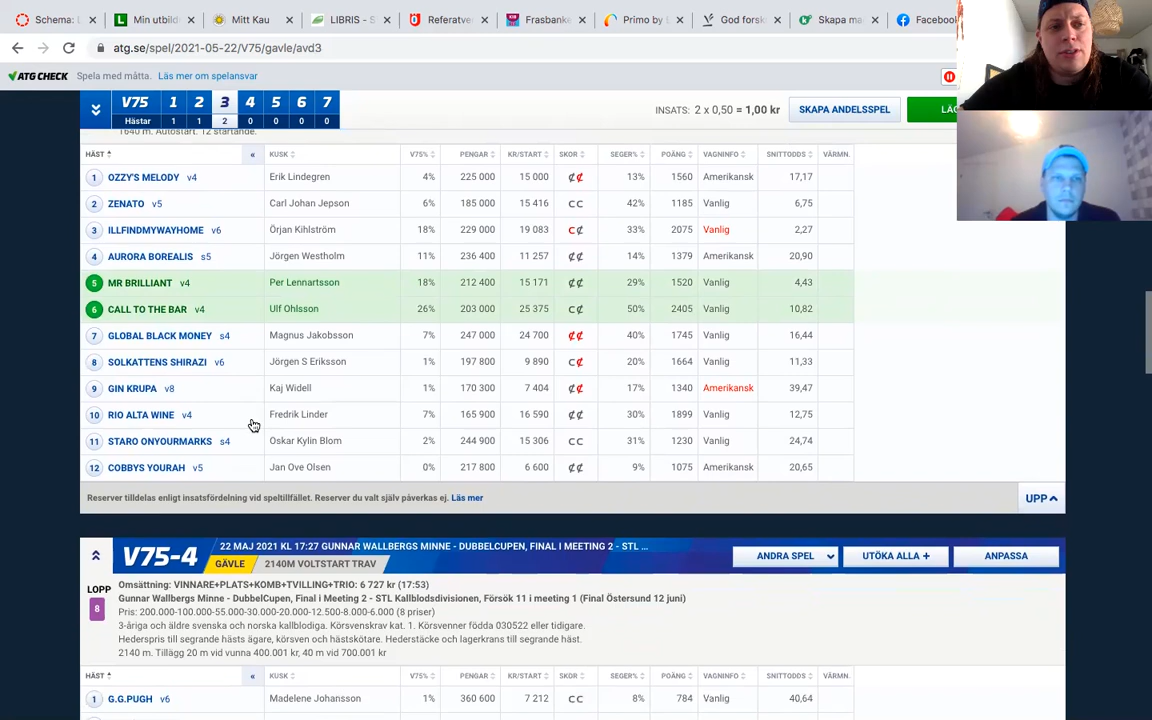 Schema: L
Min utbild
Mitt Kau
LIBRIS - S
Referatver
Frasbanke
Primo by L
God forsk
Skapa ma
Facebook
atg.se/spel/2021-05-22/V75/gavle/avd3
ATG CHECK Spela med måtta. Läs mer om spelansvar
V75 1 2 3 4 5 6 7
Hästar 1 1 2 0 0 0 0
INSATS: 2 x 0,50 = 1,00 kr
SKAPA ANDELSSPEL
1640 m. Autostart. 12 startande.
HÄST « KUSK V75% PENGAR KR/START SKOR SEGER% POÄNG VAGNINFO SNITTODDS VÄRMN.
1 OZZY'S MELODY v4 Erik Lindegren 4% 225 000 15 000 ₵₵ 13% 1560 Amerikansk 17,17
2 ZENATO v5 Carl Johan Jepson 6% 185 000 15 416 CC 42% 1185 Vanlig 6,75
3 ILLFINDMYWAYHOME v6 Örjan Kihlström 18% 229 000 19 083 C₵ 33% 2075 Vanlig 2,27
4 AURORA BOREALIS s5 Jörgen Westholm 11% 236 400 11 257 ₵₵ 14% 1379 Amerikansk 20,90
5 MR BRILLIANT v4 Per Lennartsson 18% 212 400 15 171 ₵₵ 29% 1520 Vanlig 4,43
6 CALL TO THE BAR v4 Ulf Ohlsson 26% 203 000 25 375 C₵ 50% 2405 Vanlig 10,82
7 GLOBAL BLACK MONEY s4 Magnus Jakobsson 7% 247 000 24 700 ₵₵ 40% 1745 Vanlig 16,44
8 SOLKATTENS SHIRAZI v6 Jörgen S Eriksson 1% 197 800 9 890 C₵ 20% 1664 Vanlig 11,33
9 GIN KRUPA v8 Kaj Widell 1% 170 300 7 404 ₵₵ 17% 1340 Amerikansk 39,47
10 RIO ALTA WINE v4 Fredrik Linder 7% 165 900 16 590 ₵₵ 30% 1899 Vanlig 12,75
11 STARO ONYOURMARKS s4 Oskar Kylin Blom 2% 244 900 15 306 CC 31% 1230 Vanlig 24,74
12 COBBYS YOURAH v5 Jan Ove Olsen 0% 217 800 6 600 ₵₵ 9% 1075 Amerikansk 20,65
Reserver tilldelas enligt insatsfördelning vid speltillfället. Reserver du valt själv påverkas ej. Läs mer
UPP
V75-4 22 MAJ 2021 KL 17:27 GUNNAR WALLBERGS MINNE - DUBBELCUPEN, FINAL I MEETING 2 - STL ...
GÄVLE 2140M VOLTSTART TRAV
ANDRA SPEL
UTÖKA ALLA +
ANPASSA
LOPP
8
Omsättning: VINNARE+PLATS+KOMB+TVILLING+TRIO: 6 727 kr (17:53)
Gunnar Wallbergs Minne - DubbelCupen, Final i Meeting 2 - STL Kallblodsdivisionen, Försök 11 i meeting 1 (Final Östersund 12 juni)
Pris: 200.000-100.000-55.000-30.000-20.000-12.500-8.000-6.000 (8 priser)
3-åriga och äldre svenska och norska kallblodiga. Körsvenskrav kat. 1. Körsvenner födda 030522 eller tidigare.
Hederspris till segrande hästs ägare, körsven och hästskötare. Hederstäcke och lagerkrans till segrande häst.
2140 m. Tillägg 20 m vid vunna 400.001 kr, 40 m vid 700.001 kr
HÄST « KUSK V75% PENGAR KR/START SKOR SEGER% POÄNG VAGNINFO SNITTODDS VÄRMN.
1 G.G.PUGH v6 Madelene Johansson 1% 360 600 7 212 CC 8% 784 Vanlig 40,64